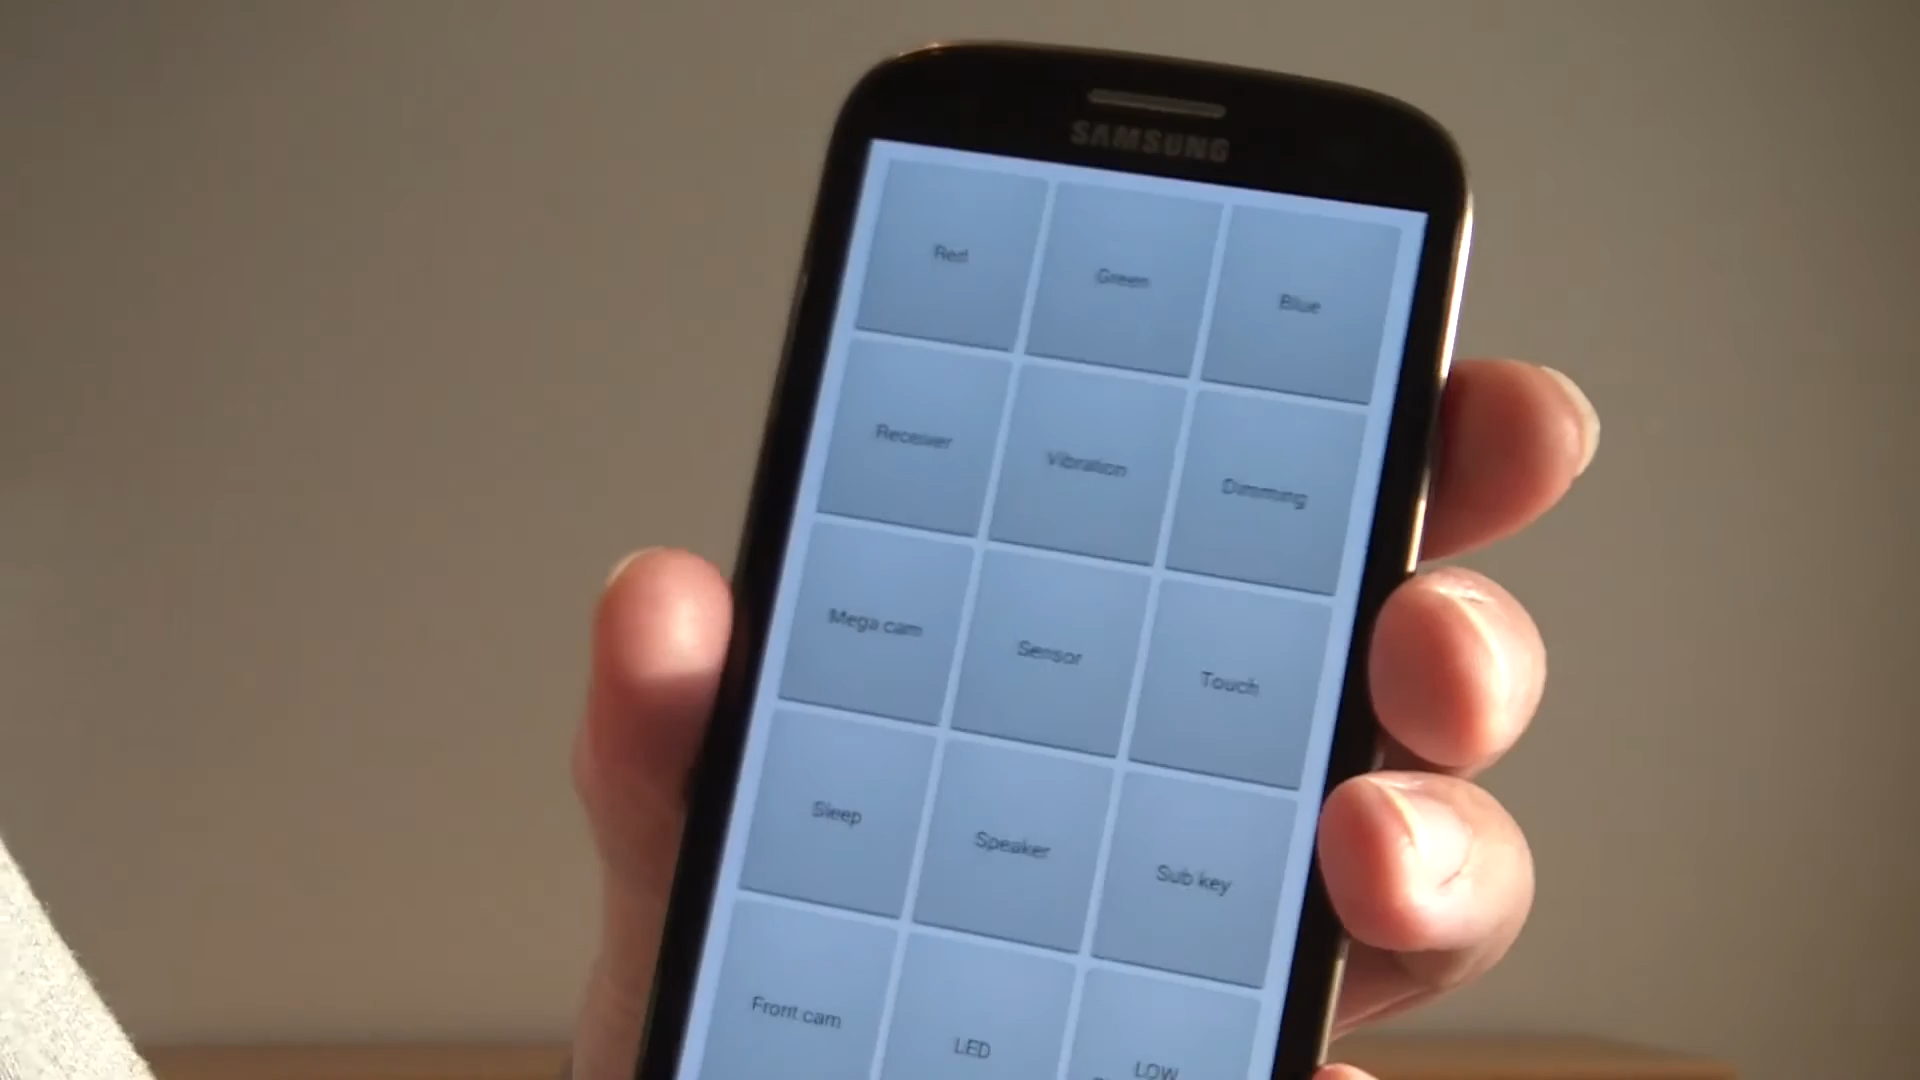 SAMSUNG
Red
Green
Blue
Receiver
Vibration
Dimming
Mega cam
Sensor
Touch
Sleep
Speaker
Sub key
Front cam
LED
LOW